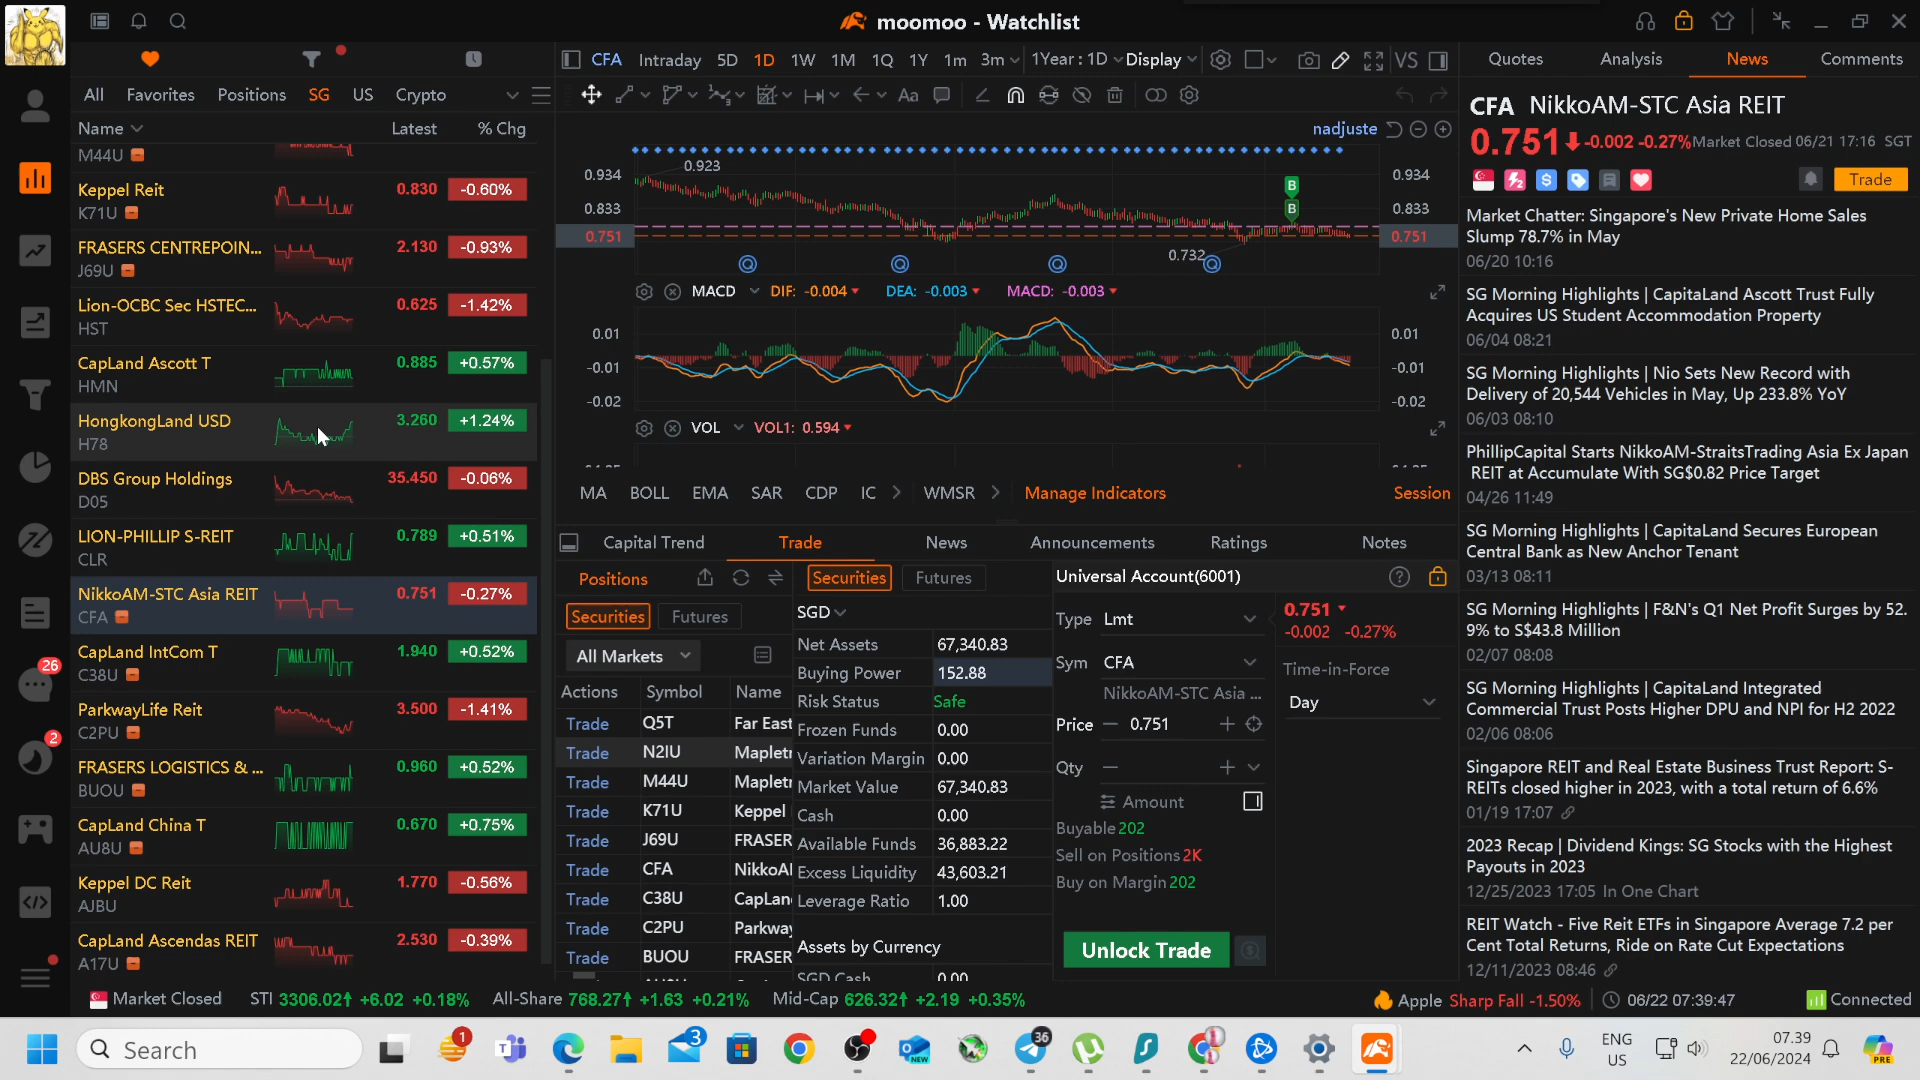 moomoo - Watchlist
CFA Intraday 5D 1D 1W 1M 1Q 1Y 1m 3m 1Year : 1D Display VS
Quotes Analysis News Comments
All Favorites Positions SG US Crypto
Aa
Name Latest % Chg
M44U
Keppel Reit 0.830 -0.60%
K71U
FRASERS CENTREPOIN... 2.130 -0.93%
J69U
Lion-OCBC Sec HSTEC... 0.625 -1.42%
HST
CapLand Ascott T 0.885 +0.57%
HMN
HongkongLand USD 3.260 +1.24%
H78
DBS Group Holdings 35.450 -0.06%
D05
LION-PHILLIP S-REIT 0.789 +0.51%
CLR
NikkoAM-STC Asia REIT 0.751 -0.27%
CFA
CapLand IntCom T 1.940 +0.52%
C38U
ParkwayLife Reit 3.500 -1.41%
C2PU
FRASERS LOGISTICS & ... 0.960 +0.52%
BUOU
CapLand China T 0.670 +0.75%
AU8U
Keppel DC Reit 1.770 -0.56%
AJBU
CapLand Ascendas REIT 2.530 -0.39%
A17U
26
2
nadjuste
0.934 0.923 0.934
B
0.833 B 0.833
0.751 0.751
0.732
Q Q Q Q
MACD DIF: -0.004 DEA: -0.003 MACD: -0.003
0.01 0.01
-0.01 -0.01
-0.02 -0.02
VOL VOL1: 0.594
MA BOLL EMA SAR CDP IC WMSR Manage Indicators Session
Capital Trend Trade News Announcements Ratings Notes
Positions
Securities Futures
All Markets
Actions Symbol Name
Trade Q5T Far East
Trade N2IU Mapletr
Trade M44U Mapletr
Trade K71U Keppel
Trade J69U FRASER
Trade CFA NikkoAM
Trade C38U CapLan
Trade C2PU Parkway
Trade BUOU FRASER
Securities Futures
SGD
Net Assets 67,340.83
Buying Power 152.88
Risk Status Safe
Frozen Funds 0.00
Variation Margin 0.00
Market Value 67,340.83
Cash 0.00
Available Funds 36,883.22
Excess Liquidity 43,603.21
Leverage Ratio 1.00
Assets by Currency
SGD Cash 0.00
Universal Account(6001)
Type Lmt
Sym CFA
NikkoAM-STC Asia ...
Price 0.751
Qty
Amount
Buyable 202
Sell on Positions 2K
Buy on Margin 202
Unlock Trade
0.751
-0.002 -0.27%
Time-in-Force
Day
CFA NikkoAM-STC Asia REIT
0.751 -0.002 -0.27% Market Closed 06/21 17:16 SGT
Trade
Market Chatter: Singapore's New Private Home Sales
Slump 78.7% in May
06/20 10:16
SG Morning Highlights | CapitaLand Ascott Trust Fully
Acquires US Student Accommodation Property
06/04 08:21
SG Morning Highlights | Nio Sets New Record with
Delivery of 20,544 Vehicles in May, Up 233.8% YoY
06/03 08:10
PhillipCapital Starts NikkoAM-StraitsTrading Asia Ex Japan
REIT at Accumulate With SG$0.82 Price Target
04/26 11:49
SG Morning Highlights | CapitaLand Secures European
Central Bank as New Anchor Tenant
03/13 08:11
SG Morning Highlights | F&N's Q1 Net Profit Surges by 52.
9% to S$43.8 Million
02/07 08:08
SG Morning Highlights | CapitaLand Integrated
Commercial Trust Posts Higher DPU and NPI for H2 2022
02/06 08:06
Singapore REIT and Real Estate Business Trust Report: S-
REITs closed higher in 2023, with a total return of 6.6%
01/19 17:07
2023 Recap | Dividend Kings: SG Stocks with the Highest
Payouts in 2023
12/25/2023 17:05 In One Chart
REIT Watch - Five Reit ETFs in Singapore Average 7.2 per
Cent Total Returns, Ride on Rate Cut Expectations
12/11/2023 08:46
Market Closed STI 3306.02 +6.02 +0.18% All-Share 768.27 +1.63 +0.21% Mid-Cap 626.32 +2.19 +0.35% Apple Sharp Fall -1.50% 06/22 07:39:47 Connected
Search 1 3 NEW 36 ENG 07.39
US 22/06/2024 PRE